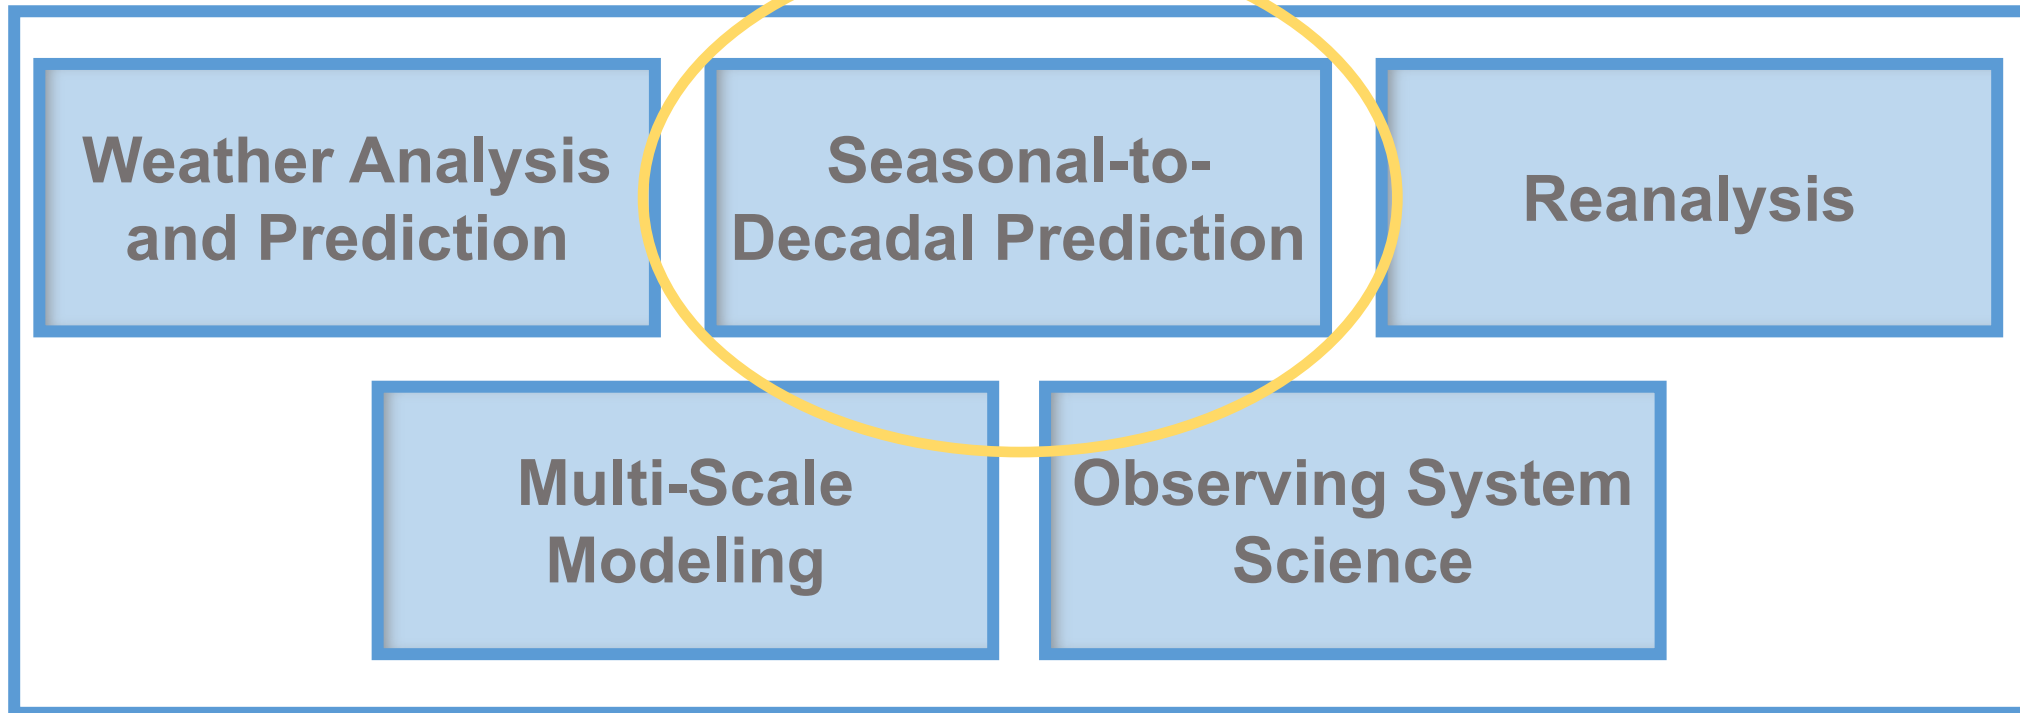 Weather Analysis
and Prediction
Seasonal-to-
Decadal Prediction
Reanalysis
Multi-Scale
Modeling
Observing System
Science